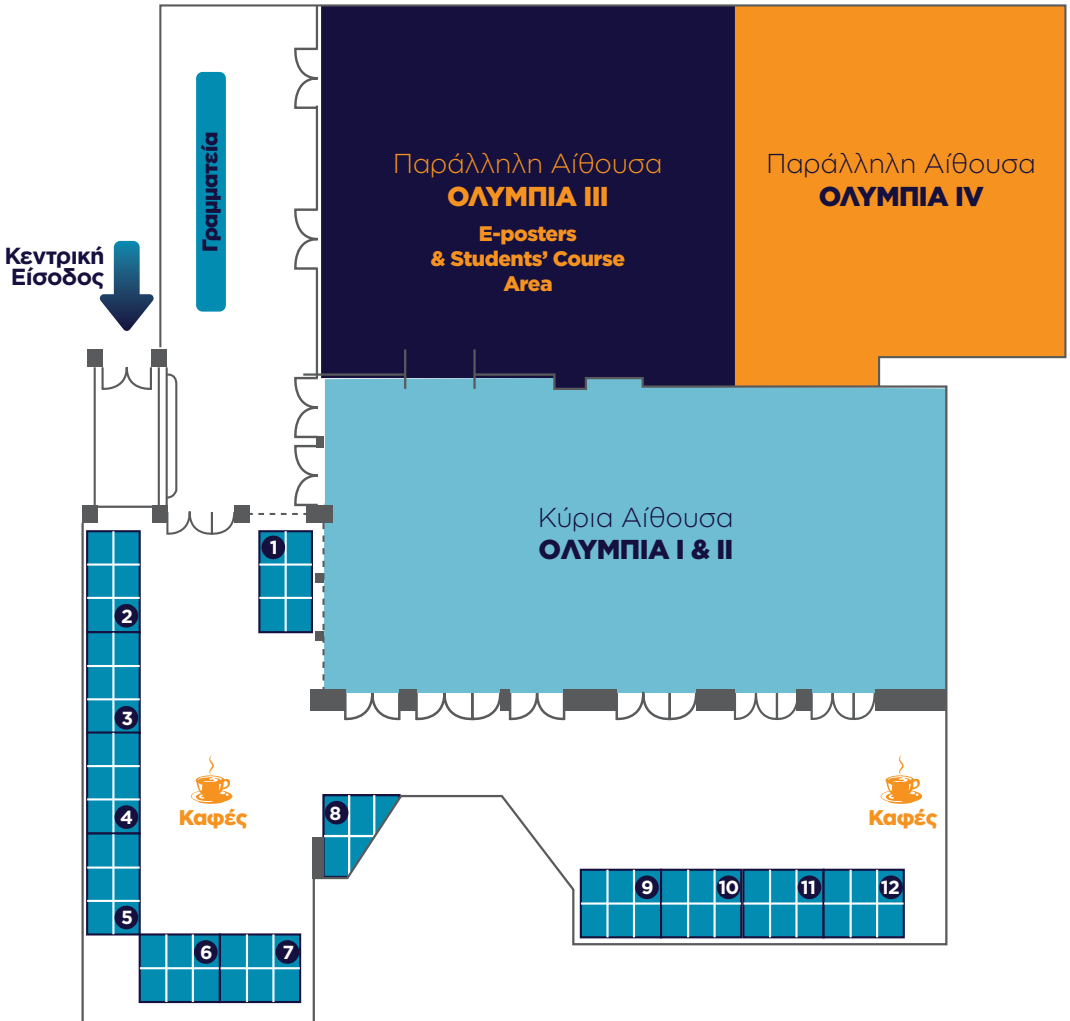 Γραμματεία
Παράλληλη Αίθουσα
ΟΛΥΜΠΙΑ III
E-posters
& Students’ Course
Area
Παράλληλη Αίθουσα
ΟΛΥΜΠΙΑ IV
Κεντρική
Είσοδος
Κύρια Αίθουσα
ΟΛΥΜΠΙΑ I & II
1
2
3
4
5
6
7
Καφές
8
Καφές
9
10
11
12